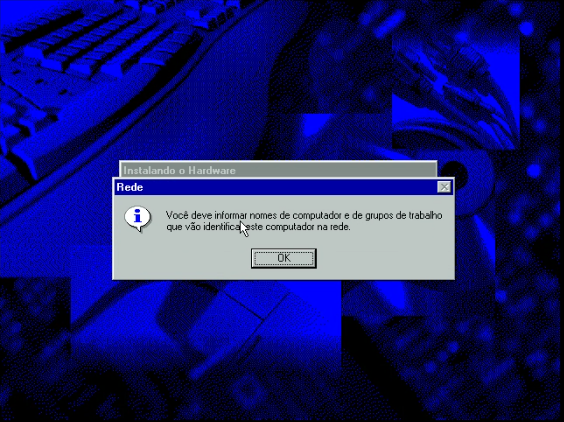 Instalando o Hardware
Rede
Você deve informar nomes de computador e de grupos de trabalho
que vão identificar este computador na rede.
OK